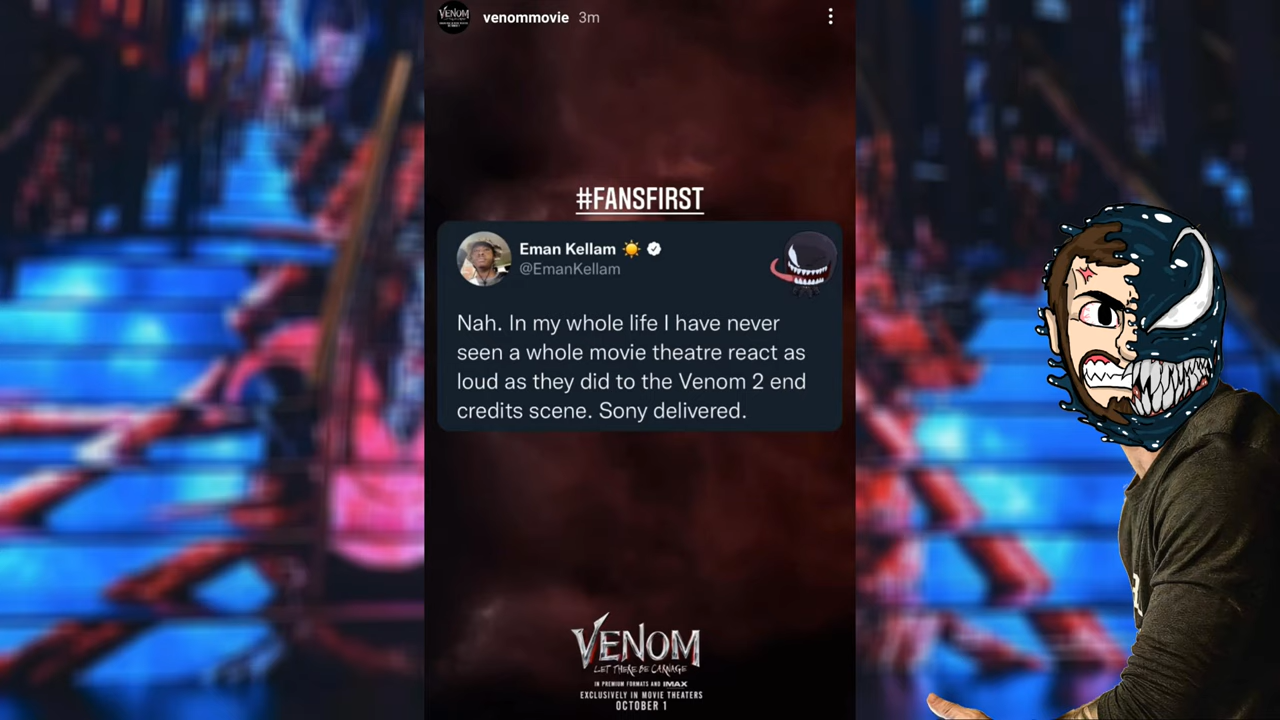 venommovie 3m
#FANSFIRST
Eman Kellam
@EmanKellam
Nah. In my whole life I have never
seen a whole movie theatre react as
loud as they did to the Venom 2 end
credits scene. Sony delivered.
VENOM
LET THERE BE CARNAGE
IN PREMIUM FORMATS AND IMAX
EXCLUSIVELY IN MOVIE THEATERS
OCTOBER 1